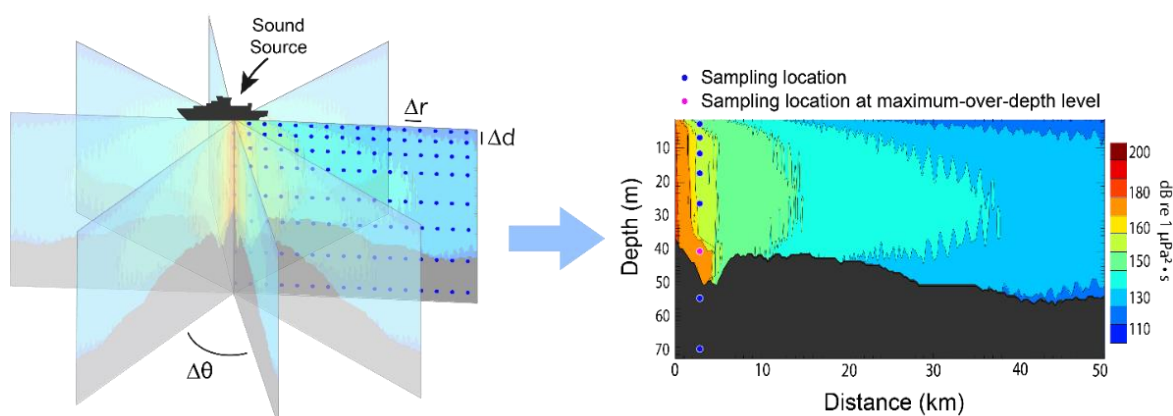 Sound
Source
Δr
Δd
Δθ
Sampling location
Sampling location at maximum-over-depth level
Depth (m)
10
20
30
40
50
60
70
0
10
20
30
40
50
Distance (km)
200
180
160
150
130
110
dB re 1 µPa² • s